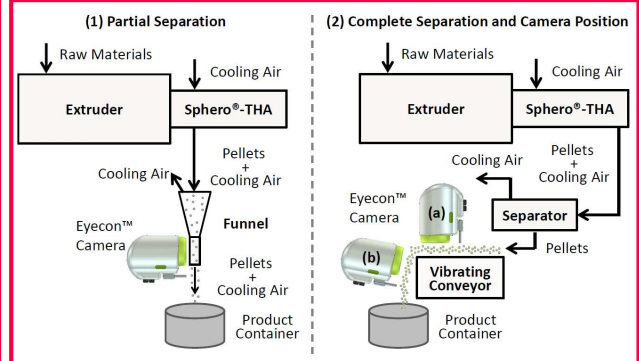 (1) Partial Separation
Raw Materials
Cooling Air
Extruder
Sphero®-THA
Pellets
+
Cooling Air
Cooling Air
Funnel
Eyecon™
Camera
Pellets
+
Cooling Air
Product
Container
(2) Complete Separation and Camera Position
Raw Materials
Cooling Air
Extruder
Sphero®-THA
Pellets
+
Cooling Air
Cooling Air
Eyecon™
Camera
(a)
Separator
(b)
Pellets
Vibrating
Conveyor
Product
Container